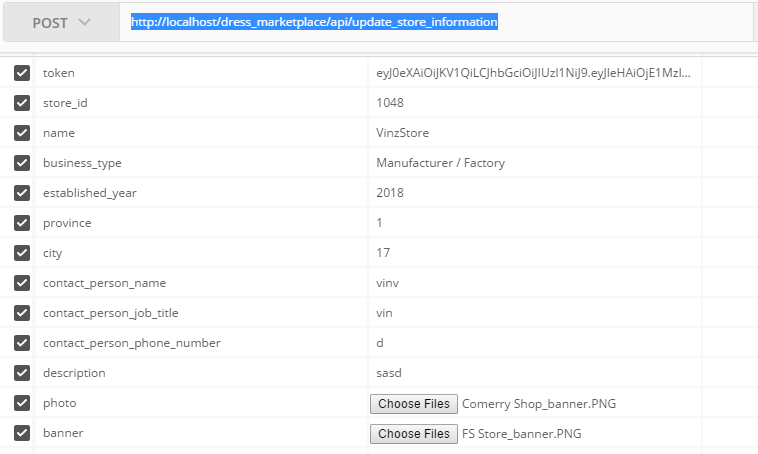 POST http://localhost/dress_marketplace/api/update_store_information
token eyJ0eXAiOiJKV1QiLCJhbGciOiJIUzI1NiJ9.eyJleHAiOjE1MzI...
store_id 1048
name VinzStore
business_type Manufacturer / Factory
established_year 2018
province 1
city 17
contact_person_name vinv
contact_person_job_title vin
contact_person_phone_number d
description sasd
photo Choose Files Comerry Shop_banner.PNG
banner Choose Files FS Store_banner.PNG